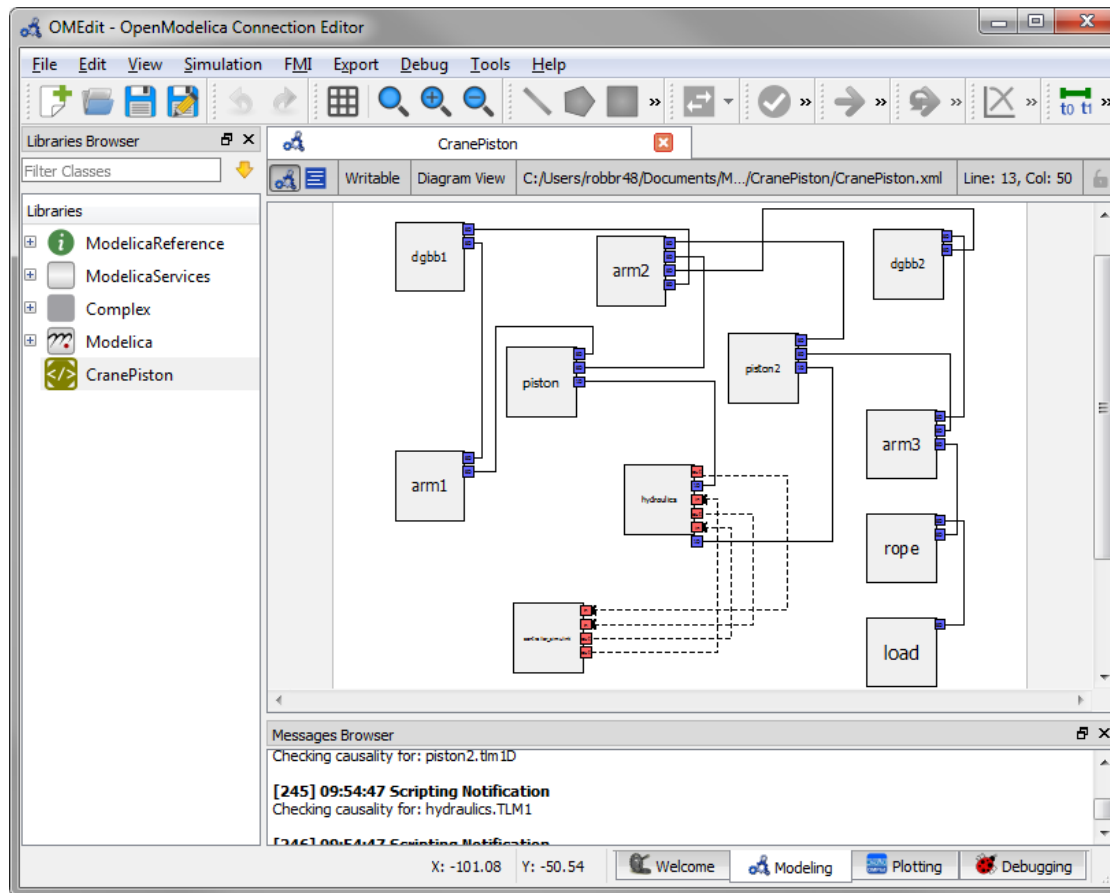 OMEdit - OpenModelica Connection Editor
File Edit View Simulation FMI Export Debug Tools Help
» » » » » t0 t1 »
Libraries Browser
CranePiston
Filter Classes
Writable Diagram View C:/Users/robbr48/Documents/M.../CranePiston/CranePiston.xml Line: 13, Col: 50
Libraries
ModelicaReference
ModelicaServices
Complex
Modelica
CranePiston
dgbb1
arm2
dgbb2
piston
piston2
arm3
arm1
hydraulics
rope
load
Messages Browser
Checking causality for: piston2.tlm1D
[245] 09:54:47 Scripting Notification
Checking causality for: hydraulics.TLM1
[246] 09:54:47 Scripting Notification
X: -101.08 Y: -50.54 Welcome Modeling Plotting Debugging